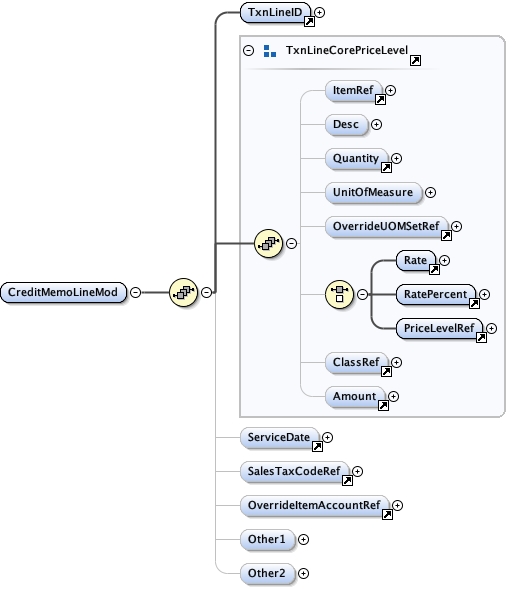 TxnLineID
TxnLineCorePriceLevel
ItemRef
Desc
Quantity
UnitOfMeasure
OverrideUOMSetRef
Rate
RatePercent
CreditMemoLineMod
PriceLevelRef
ClassRef
Amount
ServiceDate
SalesTaxCodeRef
OverrideItemAccountRef
Other1
Other2